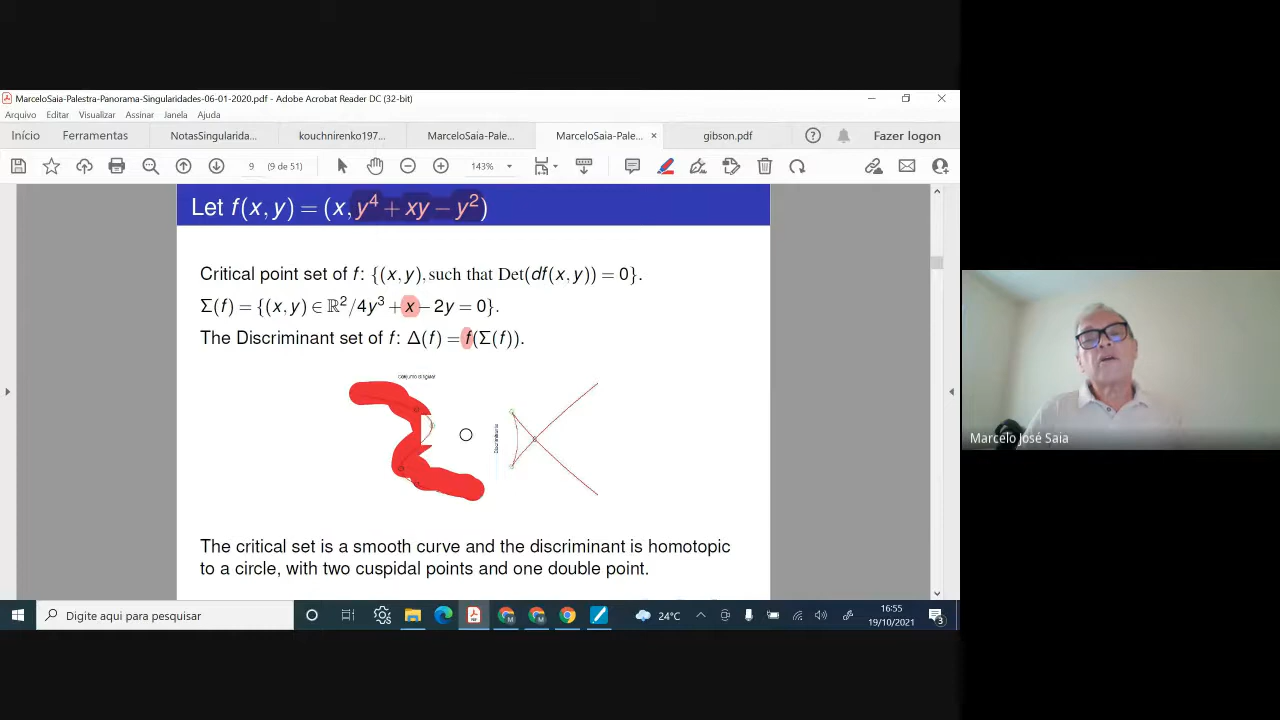 MarceloSaia-Palestra-Panorama-Singularidades-06-01-2020.pdf - Adobe Acrobat Reader DC (32-bit)
Arquivo Editar Visualizar Assinar Janela Ajuda
Início Ferramentas NotasSingularida... kouchnirenko197... MarceloSaia-Pale... MarceloSaia-Pale... × gibson.pdf Fazer logon
9 (9 de 51) 143%
Let f(x, y) = (x, y⁴ + xy − y²)
Critical point set of f: {(x, y), such that Det(df(x, y)) = 0}.
Σ(f) = {(x, y) ∈ ℝ²/4y³ + x − 2y = 0}.
The Discriminant set of f: Δ(f) = f(Σ(f)).
Conjunto singular
Discriminante
The critical set is a smooth curve and the discriminant is homotopic
to a circle, with two cuspidal points and one double point.
Marcelo José Saia
Digite aqui para pesquisar
24°C
16:55
19/10/2021
3